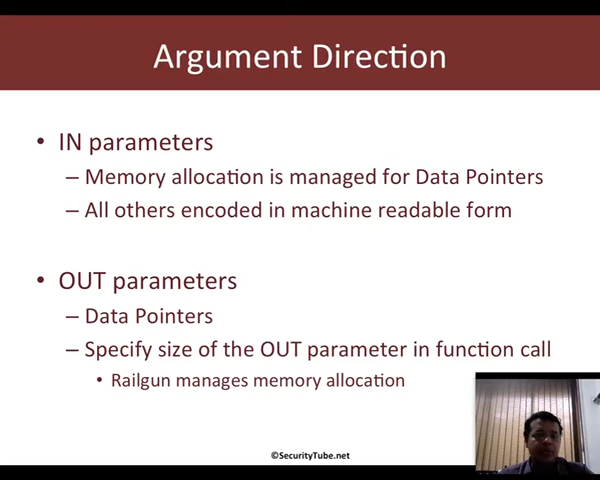 Argument Direction
• IN parameters
– Memory allocation is managed for Data Pointers
– All others encoded in machine readable form
• OUT parameters
– Data Pointers
– Specify size of the OUT parameter in function call
• Railgun manages memory allocation
©SecurityTube.net